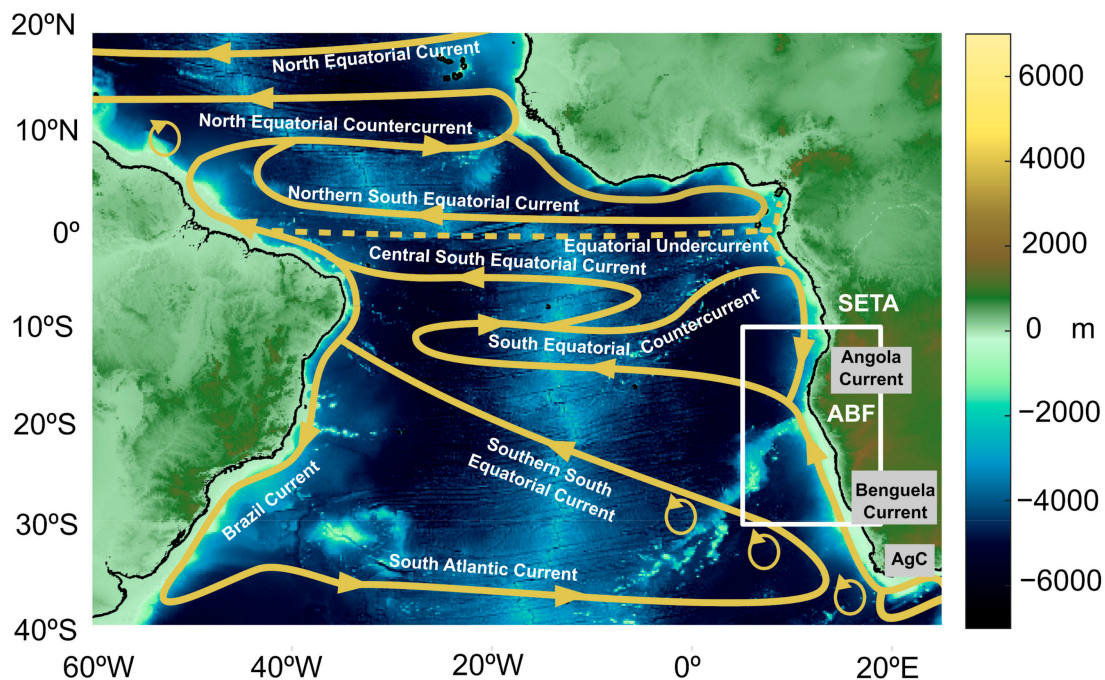 20ºN
North Equatorial Current
6000
10ºN
North Equatorial Countercurrent
4000
Northern South Equatorial Current
0º
Equatorial Undercurrent
2000
Central South Equatorial Current
SETA
10ºS
South Equatorial Countercurrent
0 m
Angola
Current
ABF
−2000
20ºS
Southern South
Equatorial Current
Brazil Current
Benguela
Current
−4000
30ºS
South Atlantic Current
AgC
−6000
40ºS
60ºW
40ºW
20ºW
0º
20ºE